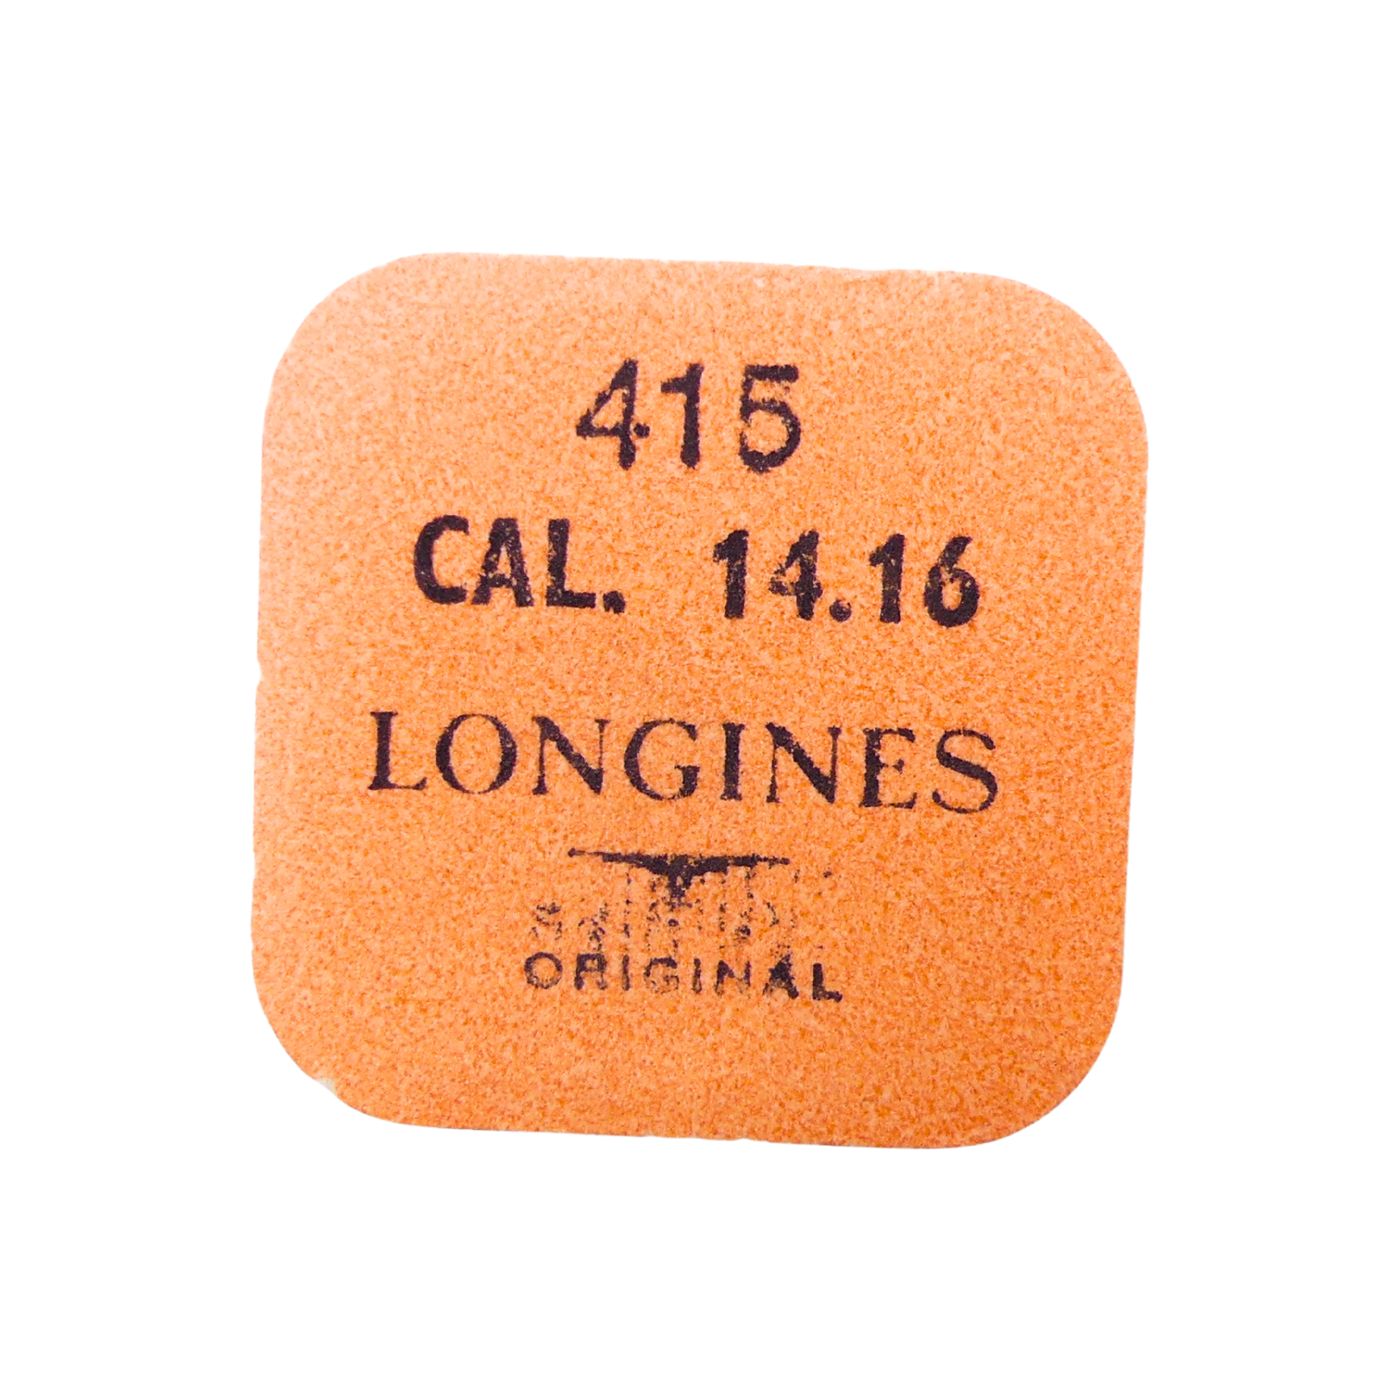 415
CAL. 14.16
LONGINES
ORIGINAL